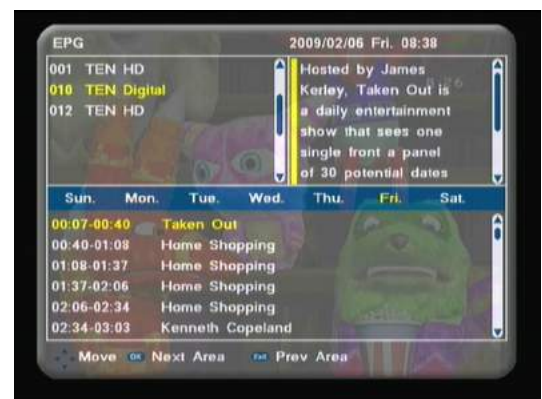 EPG
2009/02/06 Fri. 08:38
001 TEN HD
010 TEN Digital
012 TEN HD
Hosted by James
Kerley, Taken Out is
a daily entertainment
show that sees one
single front a panel
of 30 potential dates
Sun. Mon. Tue. Wed. Thu. Fri. Sat.
00:07-00:40 Taken Out
00:40-01:08 Home Shopping
01:08-01:37 Home Shopping
01:37-02:06 Home Shopping
02:06-02:34 Home Shopping
02:34-03:03 Kenneth Copeland
Move OK Next Area Exit Prev Area